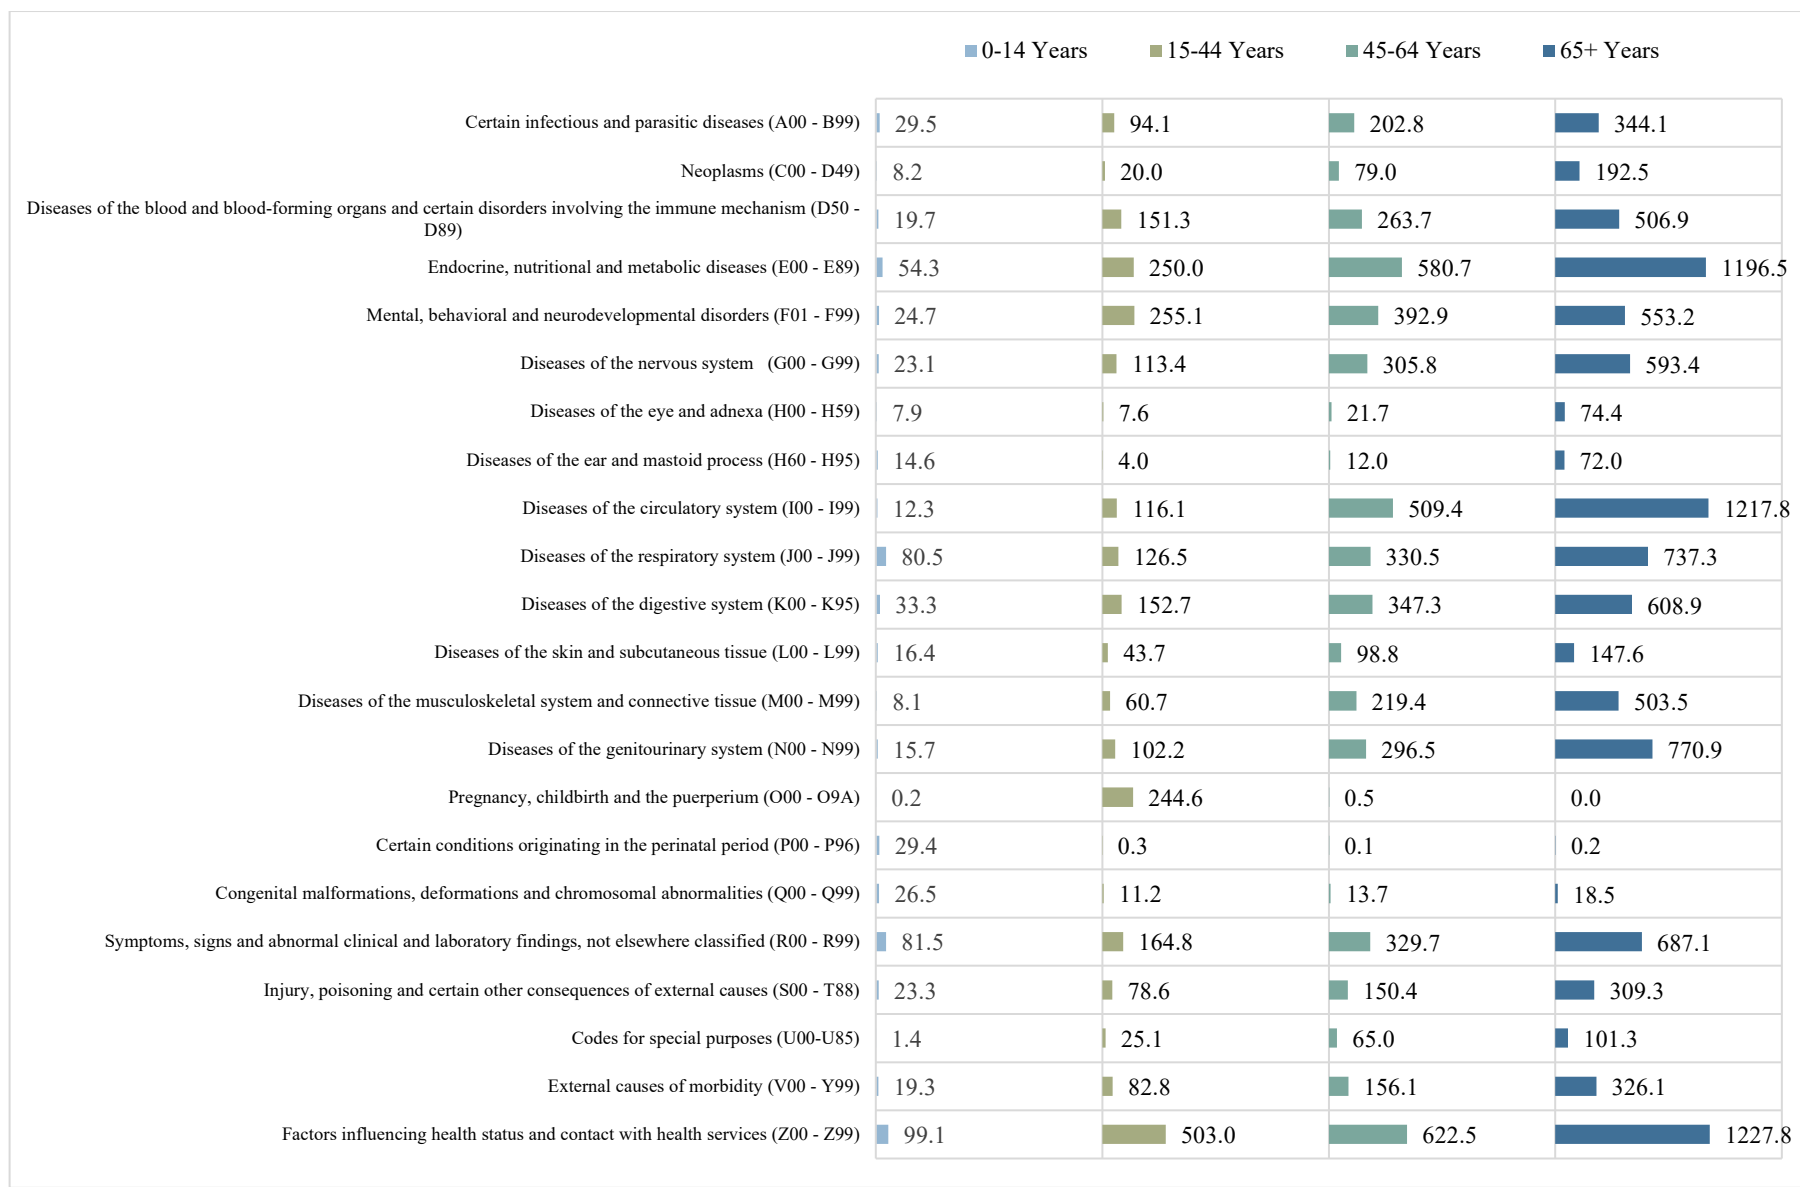 0-14 Years 15-44 Years 45-64 Years 65+ Years
Certain infectious and parasitic diseases (A00 - B99) 29.5 94.1 202.8 344.1
Neoplasms (C00 - D49) 8.2 20.0 79.0 192.5
Diseases of the blood and blood-forming organs and certain disorders involving the immune mechanism (D50 -
D89) 19.7 151.3 263.7 506.9
Endocrine, nutritional and metabolic diseases (E00 - E89) 54.3 250.0 580.7 1196.5
Mental, behavioral and neurodevelopmental disorders (F01 - F99) 24.7 255.1 392.9 553.2
Diseases of the nervous system (G00 - G99) 23.1 113.4 305.8 593.4
Diseases of the eye and adnexa (H00 - H59) 7.9 7.6 21.7 74.4
Diseases of the ear and mastoid process (H60 - H95) 14.6 4.0 12.0 72.0
Diseases of the circulatory system (I00 - I99) 12.3 116.1 509.4 1217.8
Diseases of the respiratory system (J00 - J99) 80.5 126.5 330.5 737.3
Diseases of the digestive system (K00 - K95) 33.3 152.7 347.3 608.9
Diseases of the skin and subcutaneous tissue (L00 - L99) 16.4 43.7 98.8 147.6
Diseases of the musculoskeletal system and connective tissue (M00 - M99) 8.1 60.7 219.4 503.5
Diseases of the genitourinary system (N00 - N99) 15.7 102.2 296.5 770.9
Pregnancy, childbirth and the puerperium (O00 - O9A) 0.2 244.6 0.5 0.0
Certain conditions originating in the perinatal period (P00 - P96) 29.4 0.3 0.1 0.2
Congenital malformations, deformations and chromosomal abnormalities (Q00 - Q99) 26.5 11.2 13.7 18.5
Symptoms, signs and abnormal clinical and laboratory findings, not elsewhere classified (R00 - R99) 81.5 164.8 329.7 687.1
Injury, poisoning and certain other consequences of external causes (S00 - T88) 23.3 78.6 150.4 309.3
Codes for special purposes (U00-U85) 1.4 25.1 65.0 101.3
External causes of morbidity (V00 - Y99) 19.3 82.8 156.1 326.1
Factors influencing health status and contact with health services (Z00 - Z99) 99.1 503.0 622.5 1227.8